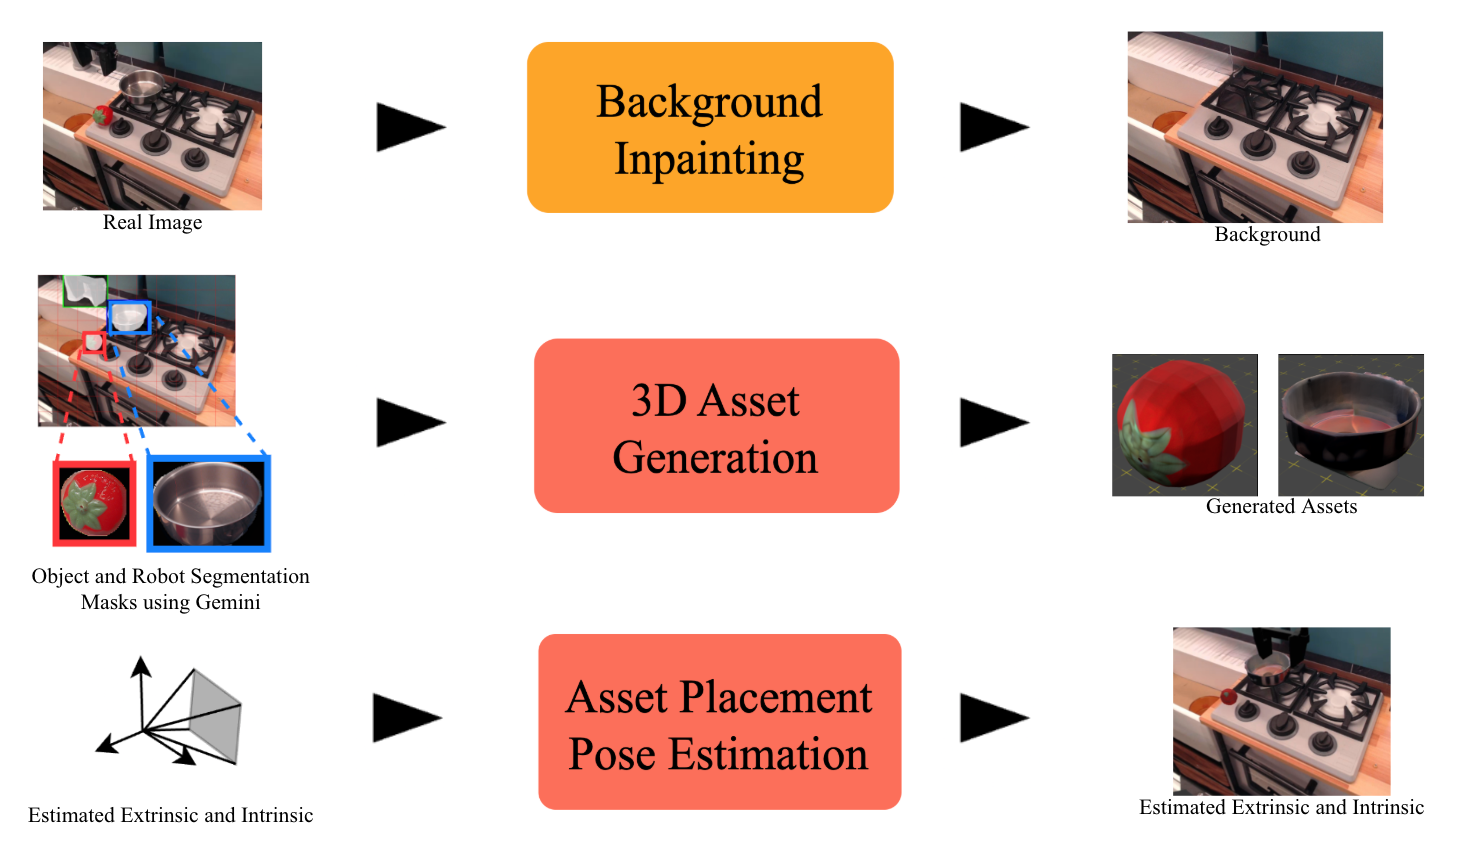 Real Image
Background
Inpainting
Background
Object and Robot Segmentation
Masks using Gemini
3D Asset
Generation
Generated Assets
Estimated Extrinsic and Intrinsic
Asset Placement
Pose Estimation
Estimated Extrinsic and Intrinsic